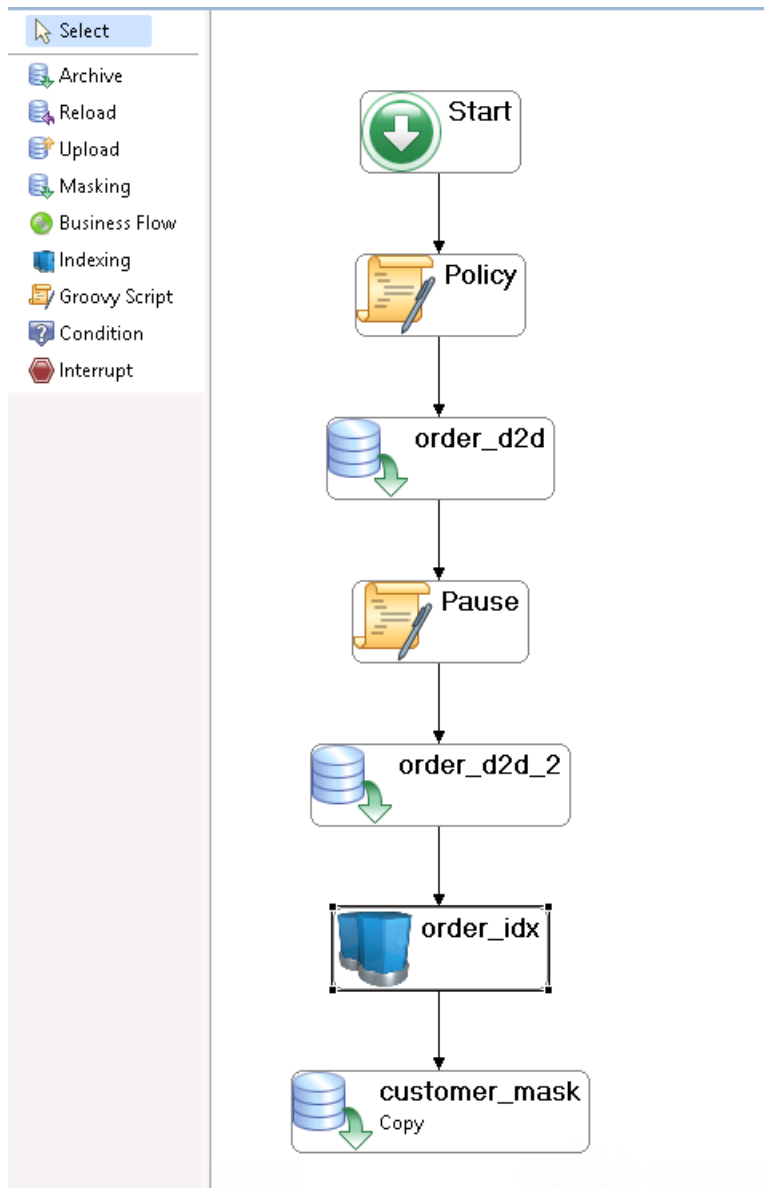 Select
Archive
Reload
Upload
Masking
Business Flow
Indexing
Groovy Script
Condition
Interrupt
Start
Policy
order_d2d
Pause
order_d2d_2
order_idx
customer_mask
Copy